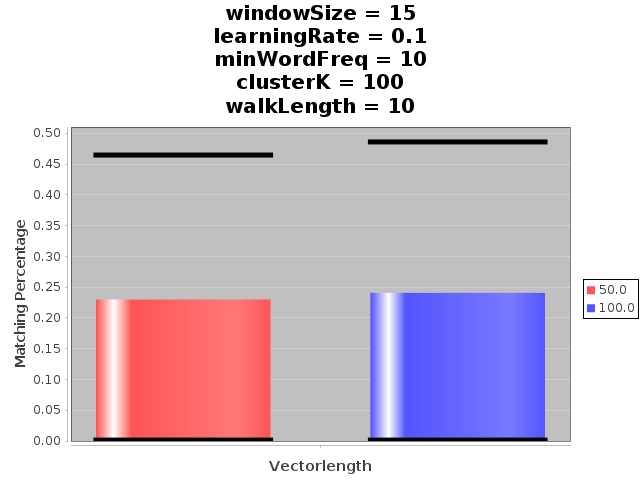 windowSize = 15
learningRate = 0.1
minWordFreq = 10
clusterK = 100
walkLength = 10
0.50
0.45
0.40
0.35
0.30
0.25
0.20
0.15
0.10
0.05
0.00
Matching Percentage
Vectorlength
50.0
100.0